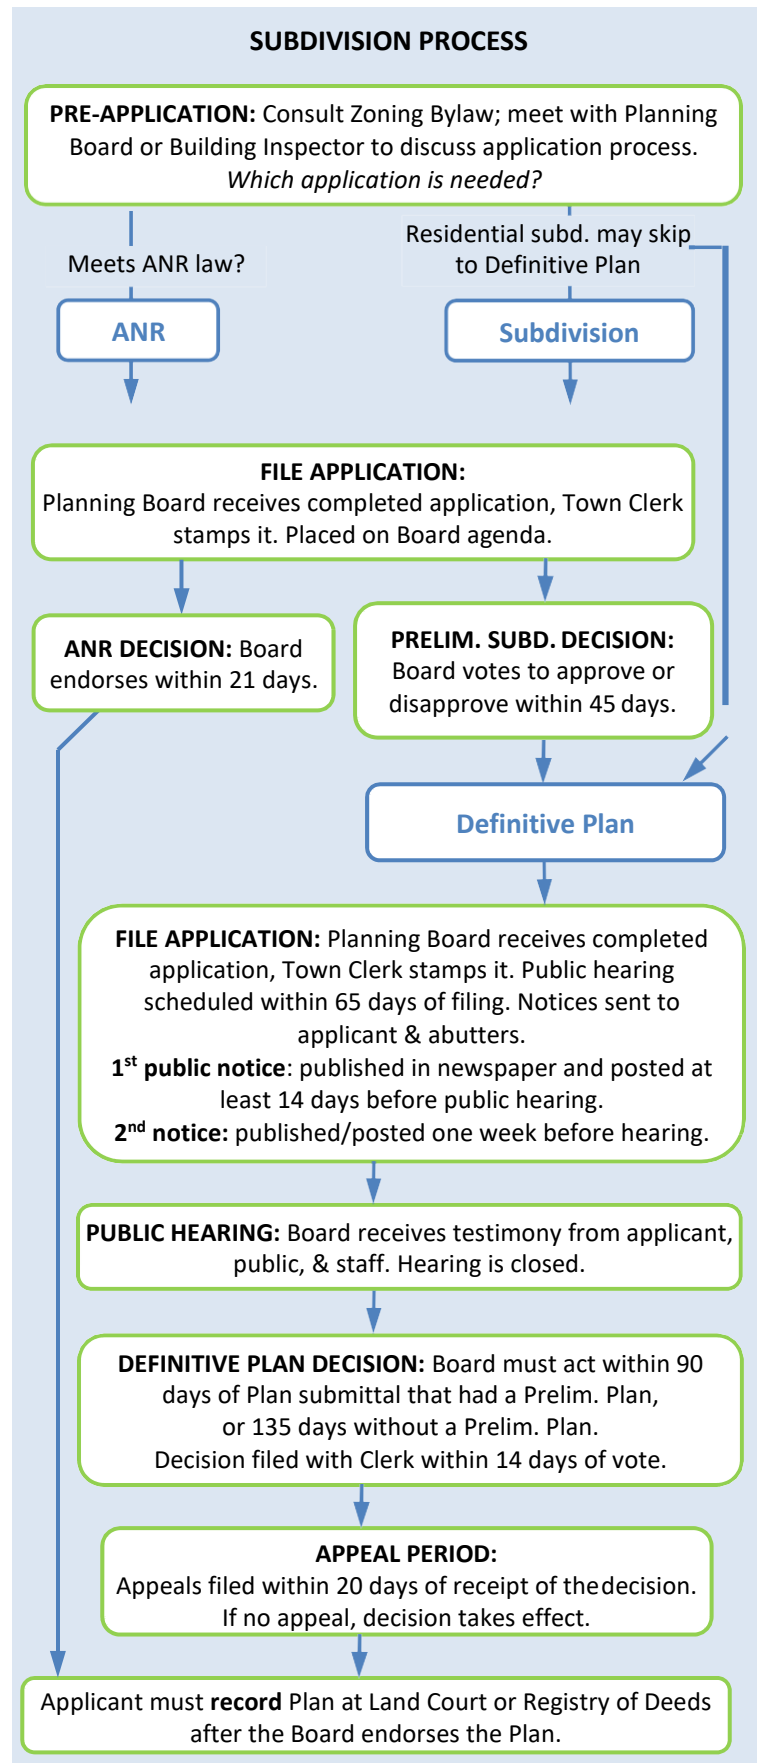 SUBDIVISION PROCESS
PRE-APPLICATION: Consult Zoning Bylaw; meet with Planning
Board or Building Inspector to discuss application process.
Which application is needed?
Meets ANR law?
Residential subd. may skip
to Definitive Plan
ANR
Subdivision
FILE APPLICATION:
Planning Board receives completed application, Town Clerk
stamps it. Placed on Board agenda.
ANR DECISION: Board
endorses within 21 days.
PRELIM. SUBD. DECISION:
Board votes to approve or
disapprove within 45 days.
Definitive Plan
FILE APPLICATION: Planning Board receives completed
application, Town Clerk stamps it. Public hearing
scheduled within 65 days of filing. Notices sent to
applicant & abutters.
1st public notice: published in newspaper and posted at
least 14 days before public hearing.
2nd notice: published/posted one week before hearing.
PUBLIC HEARING: Board receives testimony from applicant,
public, & staff. Hearing is closed.
DEFINITIVE PLAN DECISION: Board must act within 90
days of Plan submittal that had a Prelim. Plan,
or 135 days without a Prelim. Plan.
Decision filed with Clerk within 14 days of vote.
APPEAL PERIOD:
Appeals filed within 20 days of receipt of thedecision.
If no appeal, decision takes effect.
Applicant must record Plan at Land Court or Registry of Deeds
after the Board endorses the Plan.